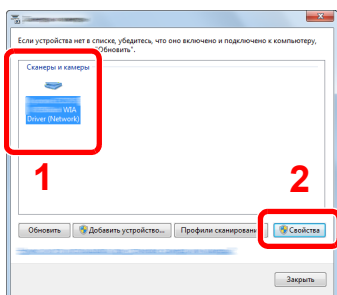 Если устройства нет в списке, убедитесь, что оно включено и подключено к компьютеру,
"Обновить".
Сканеры и камеры
WIA
Driver (Network)
1
2
Обновить
Добавить устройство...
Профили сканирован
Свойства
Закрыть